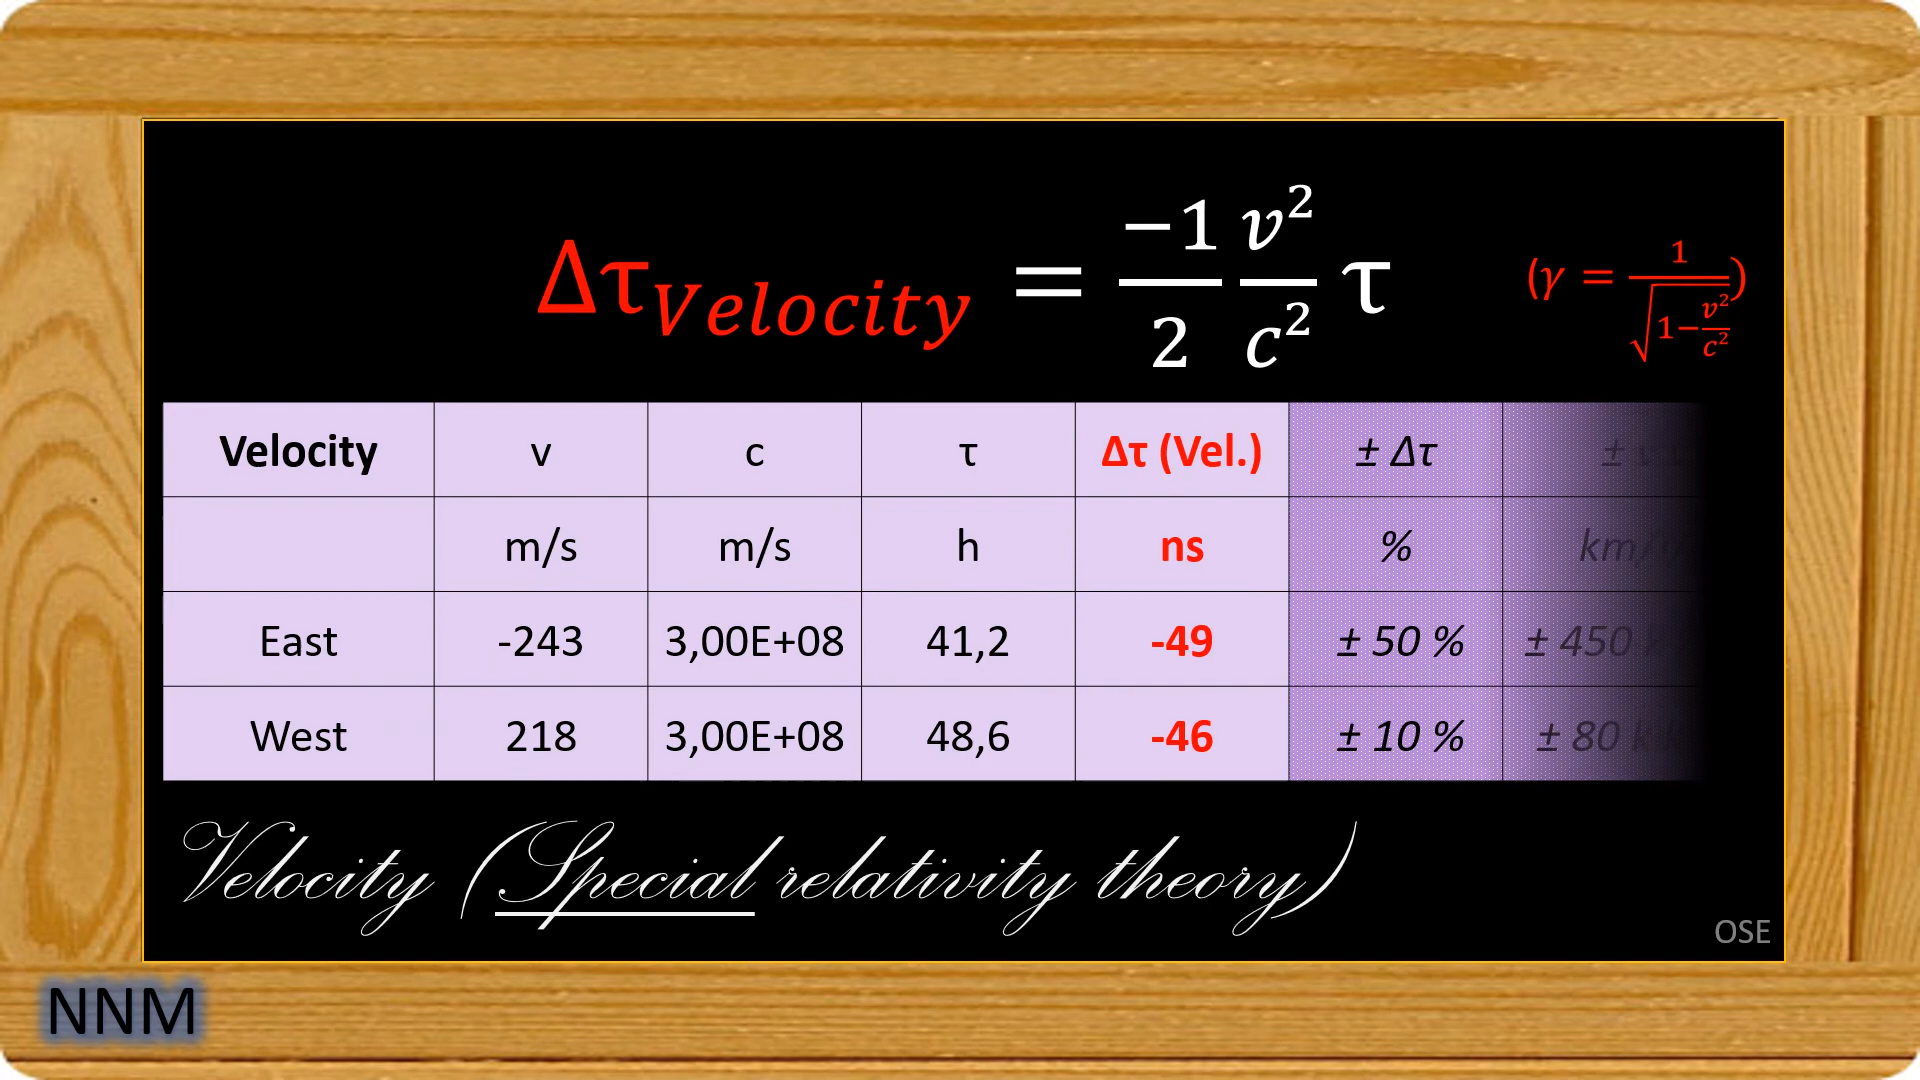 Δτ_Velocity = −1/2 v²/c² τ (γ = 1/√(1−v²/c²))
Velocity v c τ Δτ (Vel.) ± Δτ ±
m/s m/s h ns %
East -243 3,00E+08 41,2 -49 ± 50 % ± 450
West 218 3,00E+08 48,6 -46 ± 10 % ± 80
Velocity (Special relativity theory)
OSE
NNM